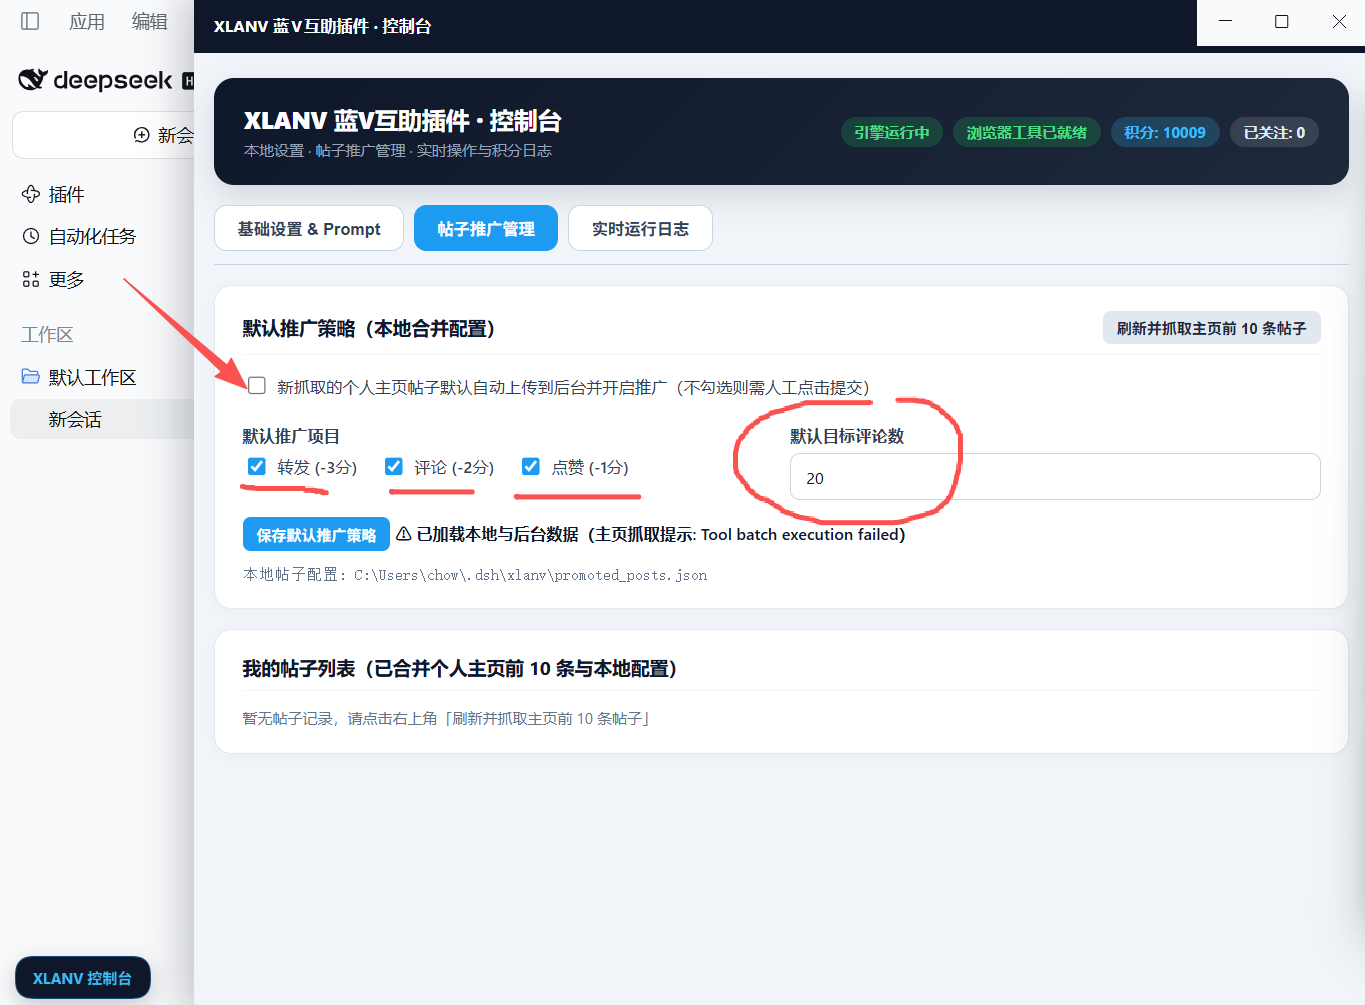 应用 编辑
XLANV 蓝V互助插件 · 控制台
deepseek H
新会
插件
自动化任务
更多
工作区
默认工作区
新会话
XLANV 控制台
XLANV 蓝V互助插件 · 控制台
本地设置 · 帖子推广管理 · 实时操作与积分日志
引擎运行中
浏览器工具已就绪
积分: 10009
已关注: 0
基础设置 & Prompt
帖子推广管理
实时运行日志
默认推广策略（本地合并配置）
刷新并抓取主页前 10 条帖子
新抓取的个人主页帖子默认自动上传到后台并开启推广（不勾选则需人工点击提交）
默认推广项目
转发 (-3分) 评论 (-2分) 点赞 (-1分)
默认目标评论数
20
保存默认推广策略
⚠ 已加载本地与后台数据（主页抓取提示: Tool batch execution failed）
本地帖子配置: C:\Users\chow\.dsh\xlanv\promoted_posts.json
我的帖子列表（已合并个人主页前 10 条与本地配置）
暂无帖子记录，请点击右上角「刷新并抓取主页前 10 条帖子」